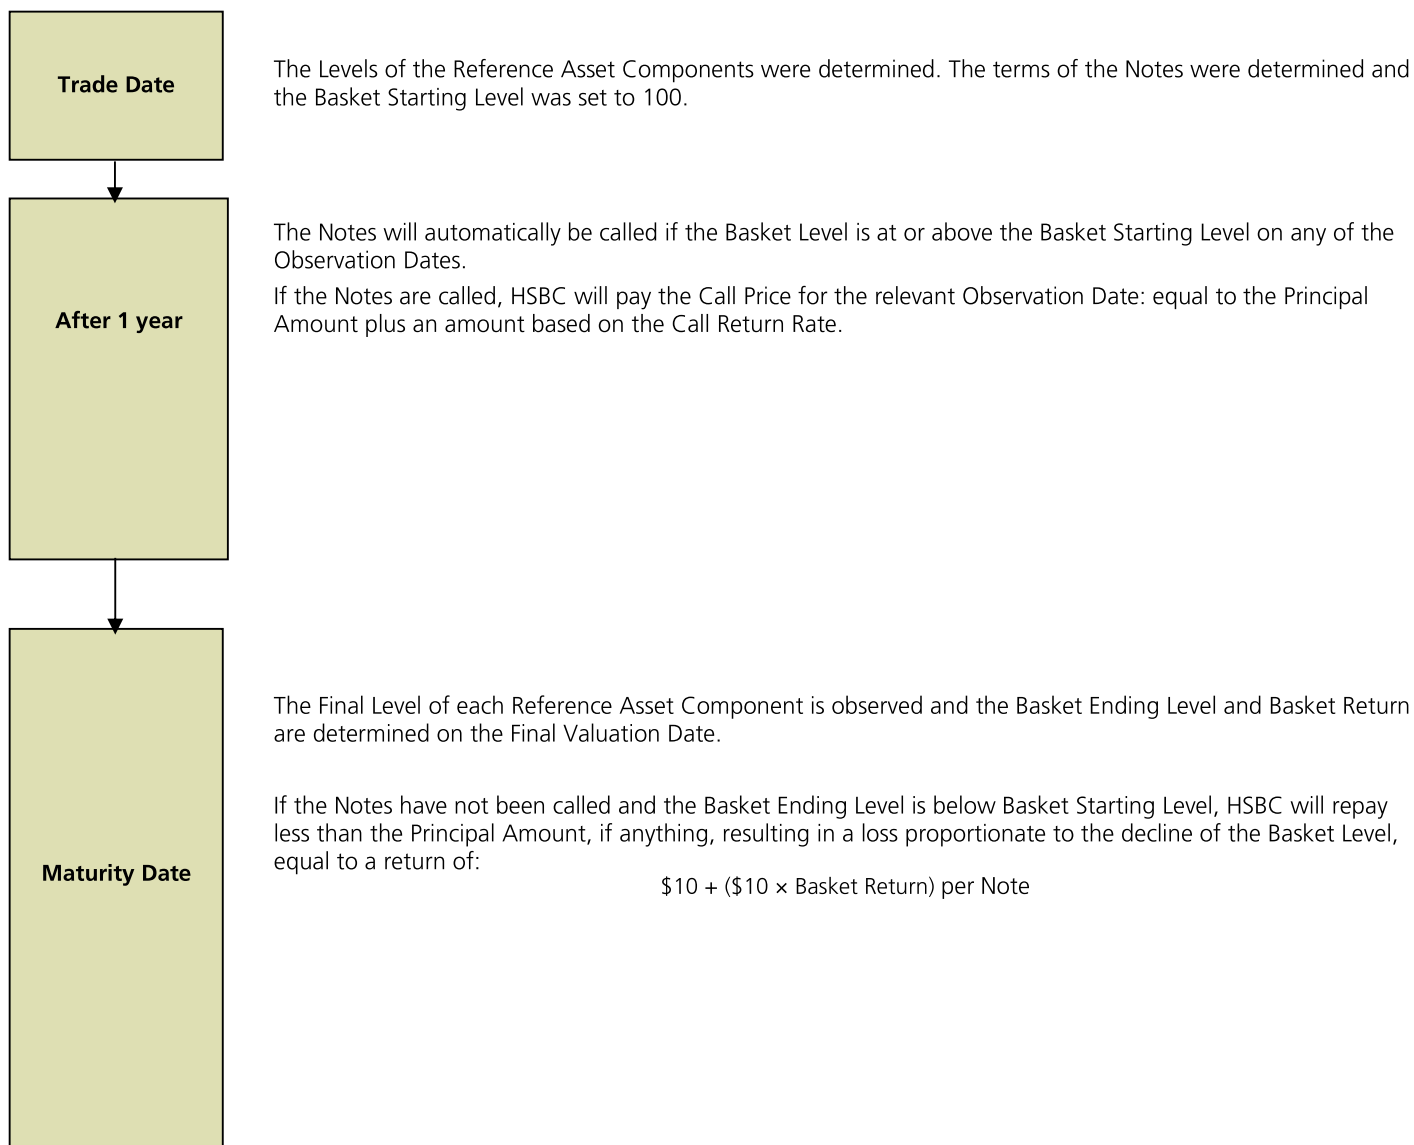 Trade Date
The Levels of the Reference Asset Components were determined. The terms of the Notes were determined and
the Basket Starting Level was set to 100.
After 1 year
The Notes will automatically be called if the Basket Level is at or above the Basket Starting Level on any of the
Observation Dates.
If the Notes are called, HSBC will pay the Call Price for the relevant Observation Date: equal to the Principal
Amount plus an amount based on the Call Return Rate.
Maturity Date
The Final Level of each Reference Asset Component is observed and the Basket Ending Level and Basket Return
are determined on the Final Valuation Date.
If the Notes have not been called and the Basket Ending Level is below Basket Starting Level, HSBC will repay
less than the Principal Amount, if anything, resulting in a loss proportionate to the decline of the Basket Level,
equal to a return of:
$10 + ($10 × Basket Return) per Note